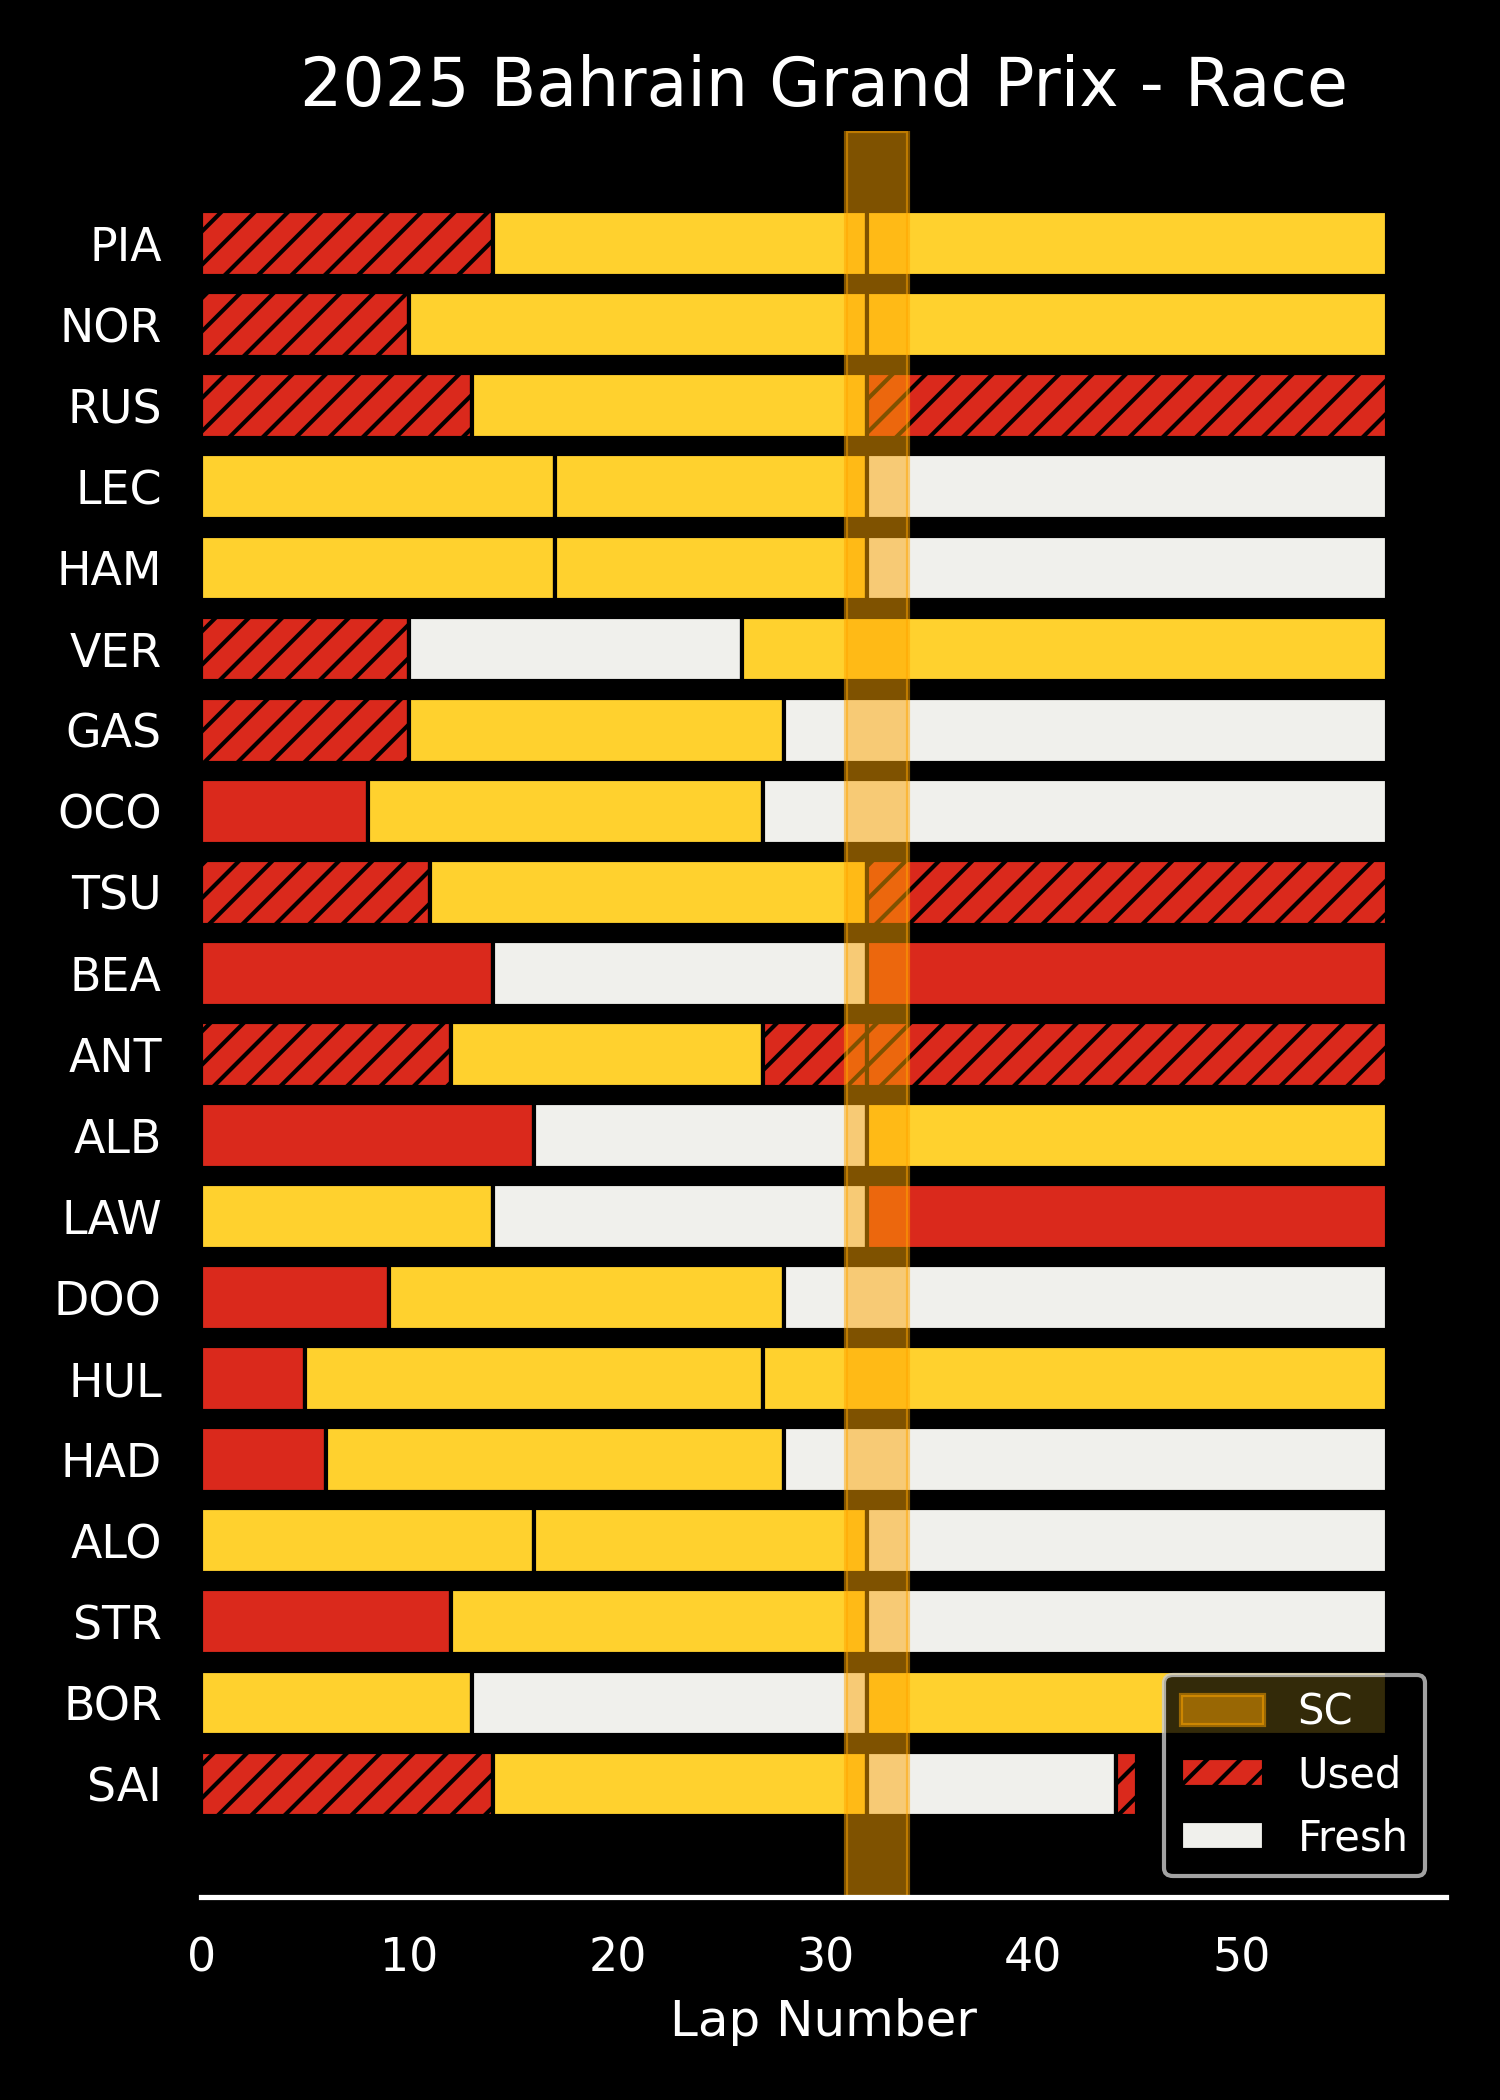 2025 Bahrain Grand Prix - Race
PIA
NOR
RUS
LEC
HAM
VER
GAS
OCO
TSU
BEA
ANT
ALB
LAW
DOO
HUL
HAD
ALO
STR
BOR
SAI
SC
Used
Fresh
0 10 20 30 40 50
Lap Number